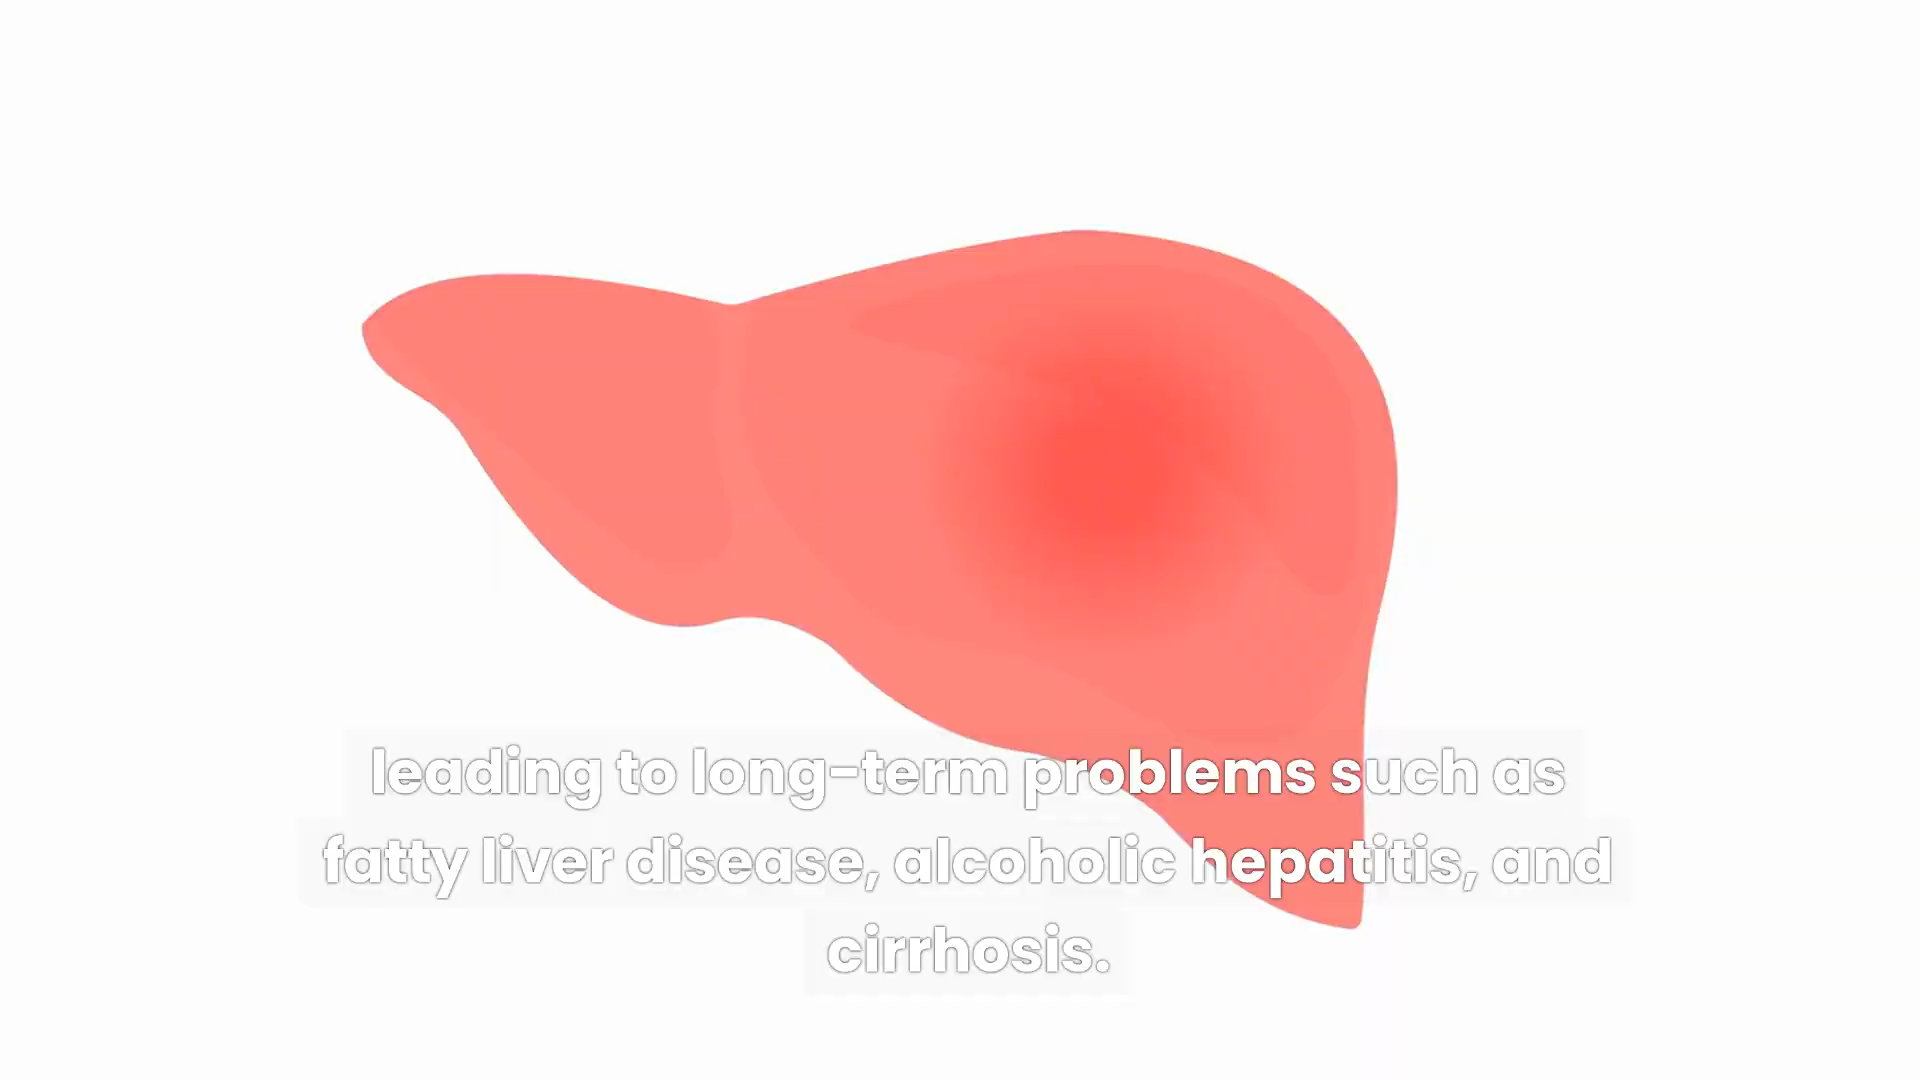 leading to long-term problems such as
fatty liver disease, alcoholic hepatitis, and
cirrhosis.